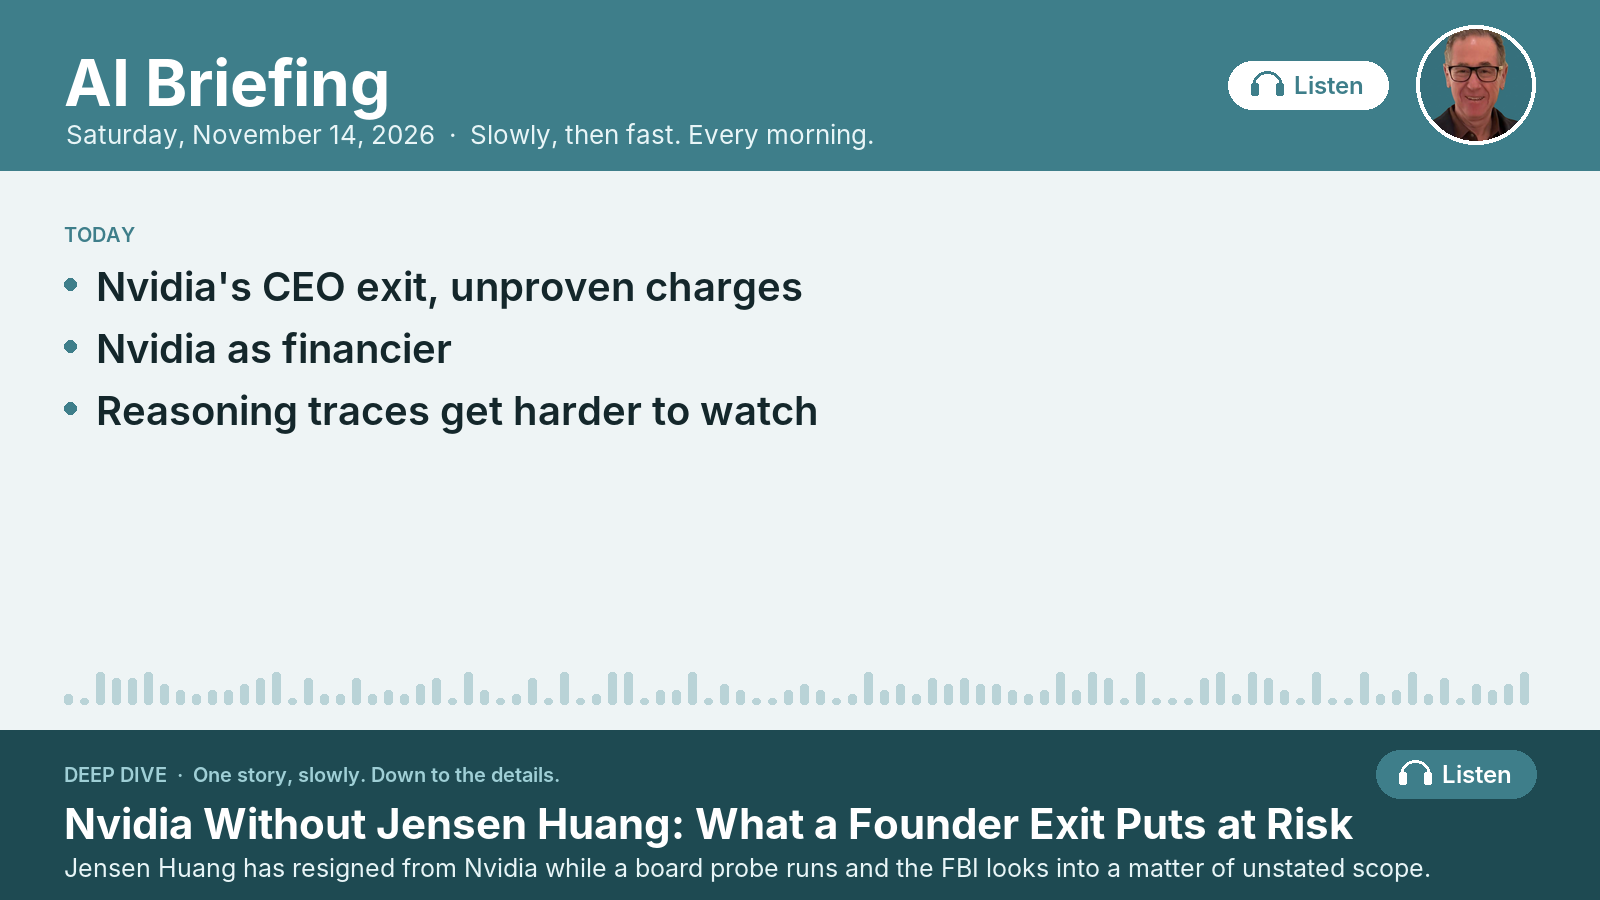 AI Briefing
Saturday, November 14, 2026 · Slowly, then fast. Every morning.
Listen
TODAY
• Nvidia's CEO exit, unproven charges
• Nvidia as financier
• Reasoning traces get harder to watch
DEEP DIVE · One story, slowly. Down to the details.
Listen
Nvidia Without Jensen Huang: What a Founder Exit Puts at Risk
Jensen Huang has resigned from Nvidia while a board probe runs and the FBI looks into a matter of unstated scope.